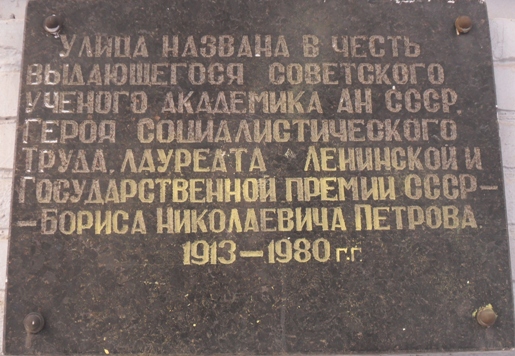 Улица названа в честь
выдающегося советского
ученого академика АН СССР
Героя Социалистического
Труда, лауреата Ленинской и
Государственной премии СССР–
–Бориса Николаевича Петрова
1913–1980 г.г.